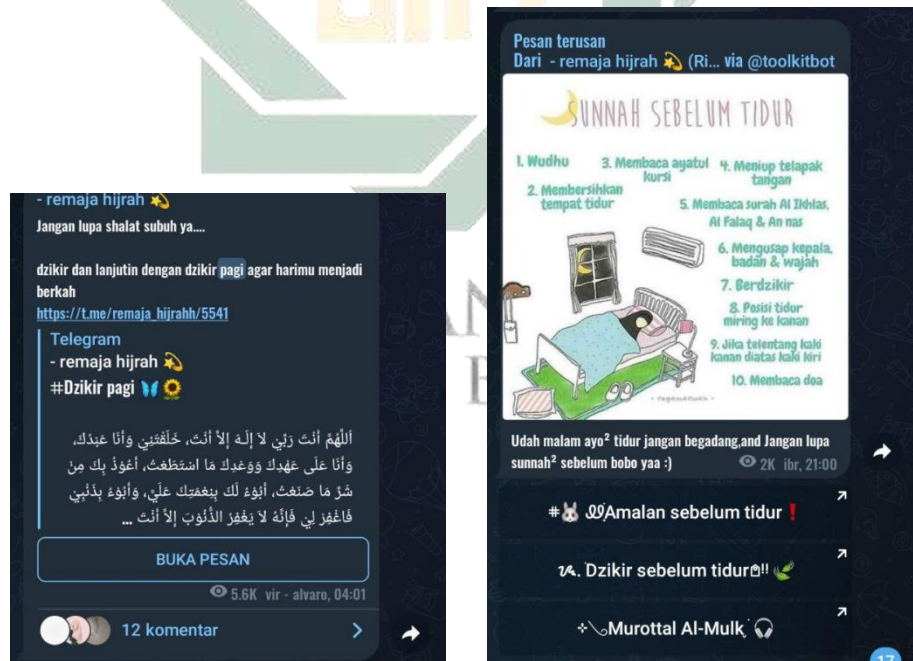 - remaja hijrah 💫
Jangan lupa shalat subuh ya....
dzikir dan lanjutin dengan dzikir pagi agar harimu menjadi
berkah
https://t.me/remaja_hijrahh/5541
Telegram
- remaja hijrah 💫
#Dzikir pagi 🦋🌻
اَللَّهُمَّ أَنْتَ رَبِّيْ لاَ إِلَـهَ إِلاَّ أَنْتَ، خَلَقْتَنِيْ وَأَنَا عَبْدُكَ،
وَأَنَا عَلَى عَهْدِكَ وَوَعْدِكَ مَا اسْتَطَعْتُ، أَعُوْذُ بِكَ مِنْ
شَرِّ مَا صَنَعْتُ، أَبُوْءُ لَكَ بِنِعْمَتِكَ عَلَيَّ، وَأَبُوْءُ بِذَنْبِيْ
فَاغْفِرْ لِيْ فَإِنَّهُ لاَ يَغْفِرُ الذُّنُوْبَ إِلاَّ أَنْتَ ...
BUKA PESAN
5.6K vir - alvaro, 04:01
12 komentar
Pesan terusan
Dari - remaja hijrah 💫 (Ri... via @toolkitbot
SUNNAH SEBELUM TIDUR
1. Wudhu
2. Membersihkan
tempat tidur
3. Membaca ayatul
kursi
4. Meniup telapak
tangan
5. Membaca surah Al Ikhlas,
Al Falaq & An nas
6. Mengusap kepala,
badan & wajah
7. Berdzikir
8. Posisi tidur
miring ke kanan
9. Jika telentang kaki
kanan diatas kaki kiri
10. Membaca doa
Udah malam ayo² tidur jangan begadang,and Jangan lupa
sunnah² sebelum bobo yaa :)
2K ibr, 21:00
#🐰 Amalan sebelum tidur❗
Dzikir sebelum tidur !! 🍃
Murottal Al-Mulk 🎧
17